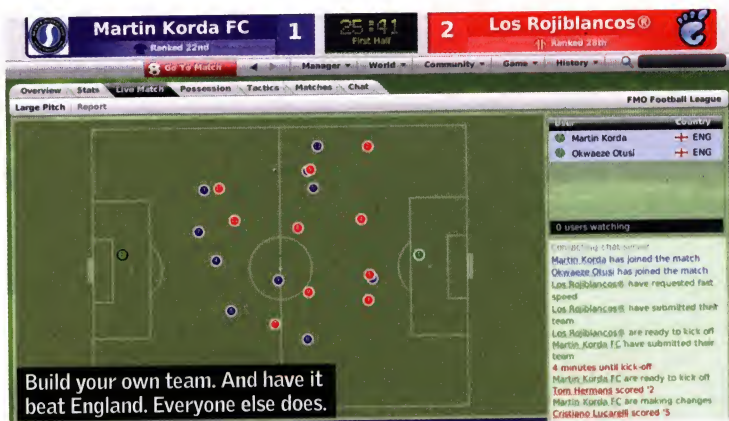 Martin Korda FC
1
Ranked 22nd
25:41
First Half
2
Los Rojiblancos®
Ranked 28th
Go To Match
Manager
World
Community
Game
History
Overview
Stats
Live Match
Possession
Tactics
Matches
Chat
Large Pitch
Report
FMO Football League
User
Country
Martin Korda
ENG
Okwaeze Otusi
ENG
0 users watching
Contacting chat server
Martin Korda has joined the match
Okwaeze Otusi has joined the match
Los Rojiblancos® have requested fast
speed
Los Rojiblancos® have submitted their
team
Los Rojiblancos® are ready to kick off
Martin Korda FC have submitted their
team
4 minutes until kick-off
Martin Korda FC are ready to kick off
Tom Hermans scored '2
Martin Korda FC are making changes
Cristiano Lucarelli scored '5
Build your own team. And have it
beat England. Everyone else does.